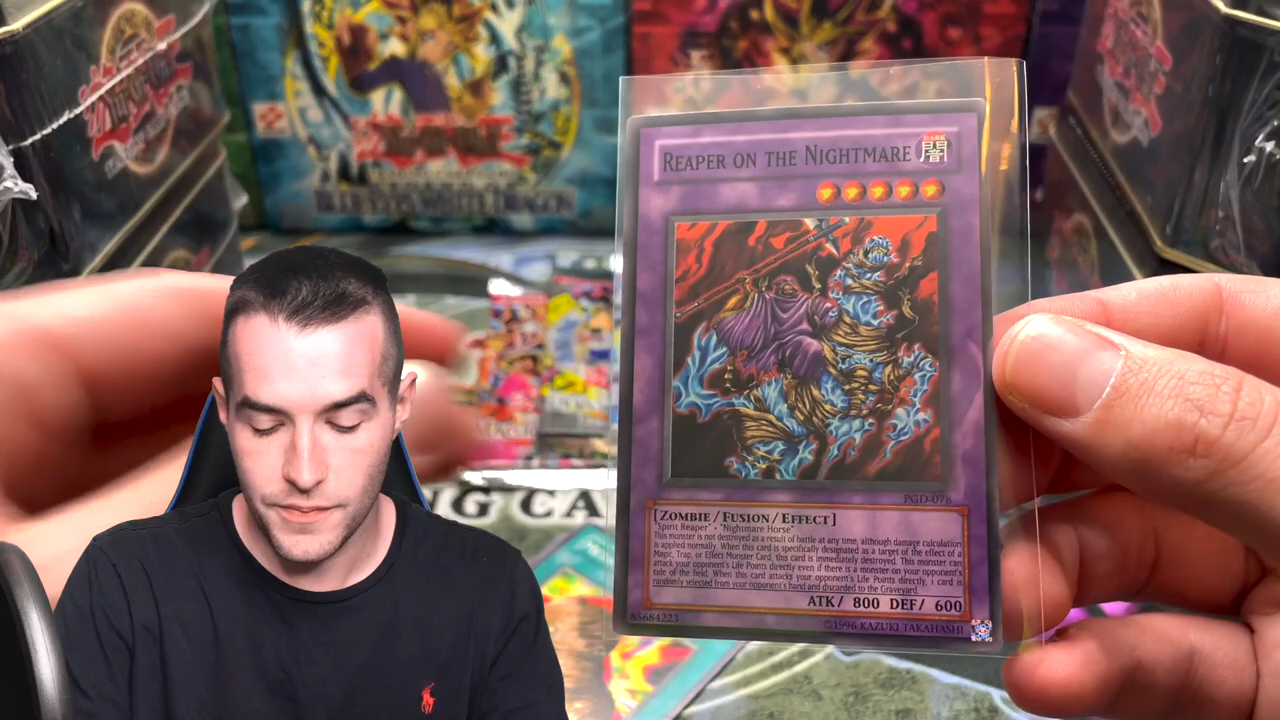 REAPER ON THE NIGHTMARE
DARK
闇
PGD-078
[ZOMBIE/FUSION/EFFECT]
"Spirit Reaper" + "Nightmare Horse"
This monster is not destroyed as a result of battle at any time, although damage calculation
is applied normally. When this card is specifically designated as a target of the effect of a
Magic, Trap, or Effect Monster Card, this card is immediately destroyed. This monster can
attack your opponent's Life Points directly even if there is a monster on your opponent's
side of the field. When this card attacks your opponent's Life Points directly, 1 card is
randomly selected from your opponent's hand and discarded to the Graveyard.
ATK/ 800 DEF/ 600
85684223
©1996 KAZUKI TAKAHASHI
NG CA